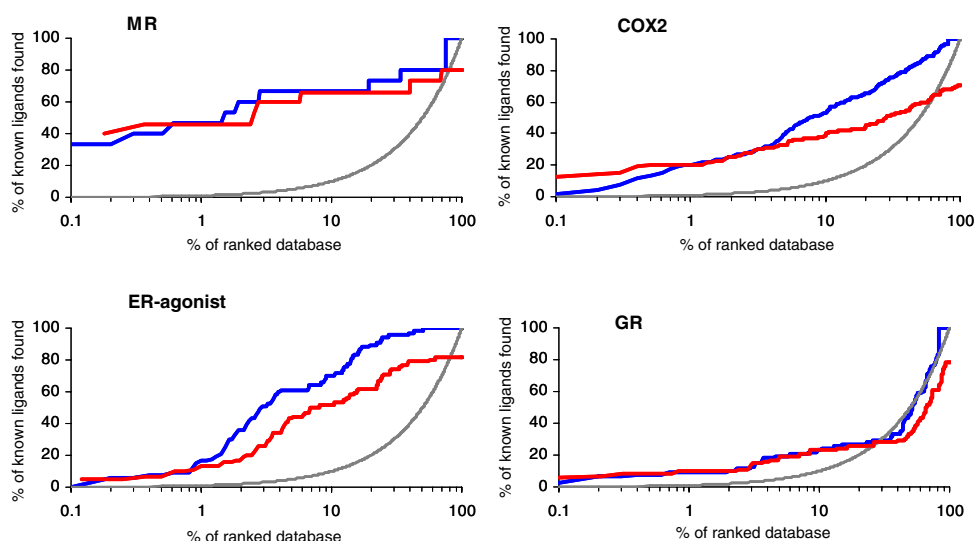 MR
% of known ligands found
100
80
60
40
20
0
0.1 1 10 100
% of ranked database
COX2
% of known ligands found
100
80
60
40
20
0
0.1 1 10 100
% of ranked database
ER-agonist
% of known ligands found
100
80
60
40
20
0
0.1 1 10 100
% of ranked database
GR
% of known ligands found
100
80
60
40
20
0
0.1 1 10 100
% of ranked database